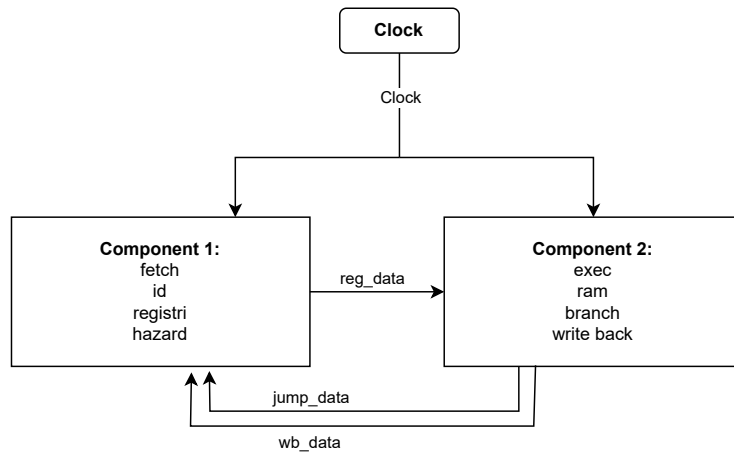 Clock
Clock
Component 1:
fetch
id
registri
hazard
reg_data
Component 2:
exec
ram
branch
write back
jump_data
wb_data